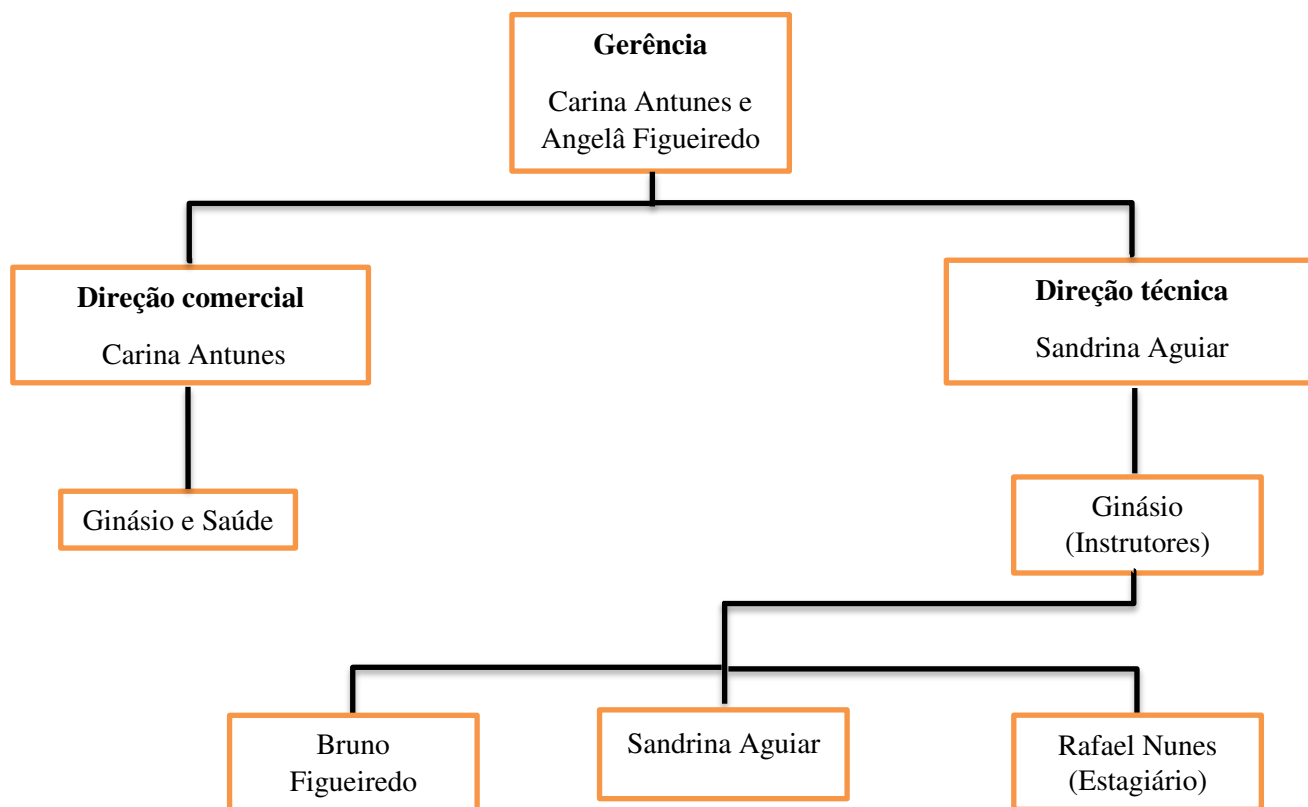 Gerência
Carina Antunes e
Angelâ Figueiredo
Direção comercial
Carina Antunes
Direção técnica
Sandrina Aguiar
Ginásio e Saúde
Ginásio
(Instrutores)
Bruno
Figueiredo
Sandrina Aguiar
Rafael Nunes
(Estagiário)